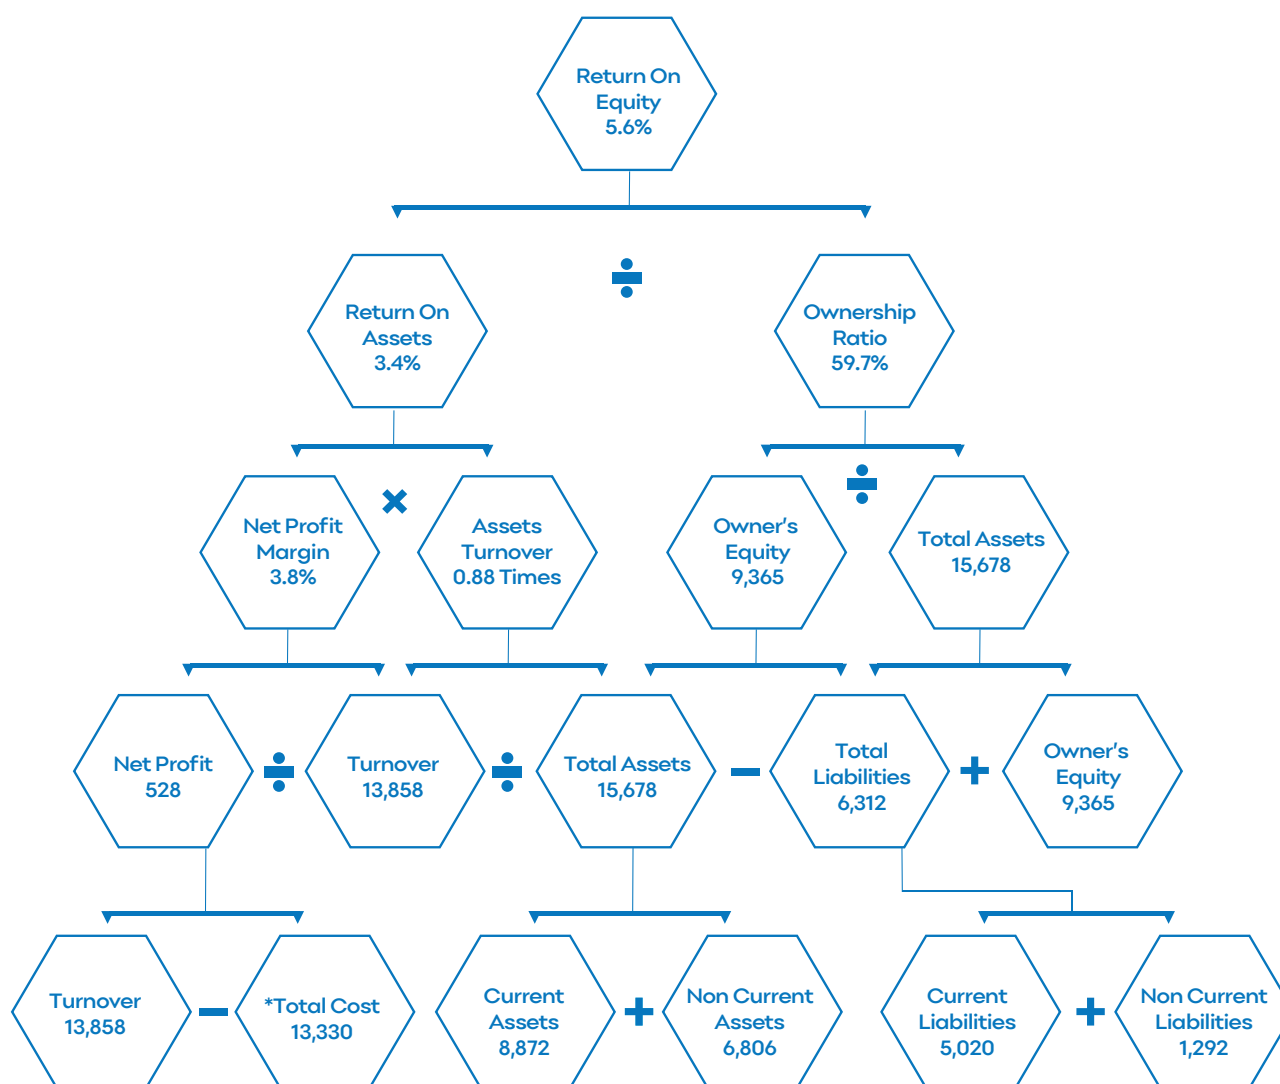 Return On
Equity
5.6%
÷
Return On
Assets
3.4%
Ownership
Ratio
59.7%
×
÷
Net Profit
Margin
3.8%
Assets
Turnover
0.88 Times
Owner's
Equity
9,365
Total Assets
15,678
Net Profit
528
÷
Turnover
13,858
÷
Total Assets
15,678
−
Total
Liabilities
6,312
+
Owner's
Equity
9,365
Turnover
13,858
−
*Total Cost
13,330
Current
Assets
8,872
+
Non Current
Assets
6,806
Current
Liabilities
5,020
+
Non Current
Liabilities
1,292